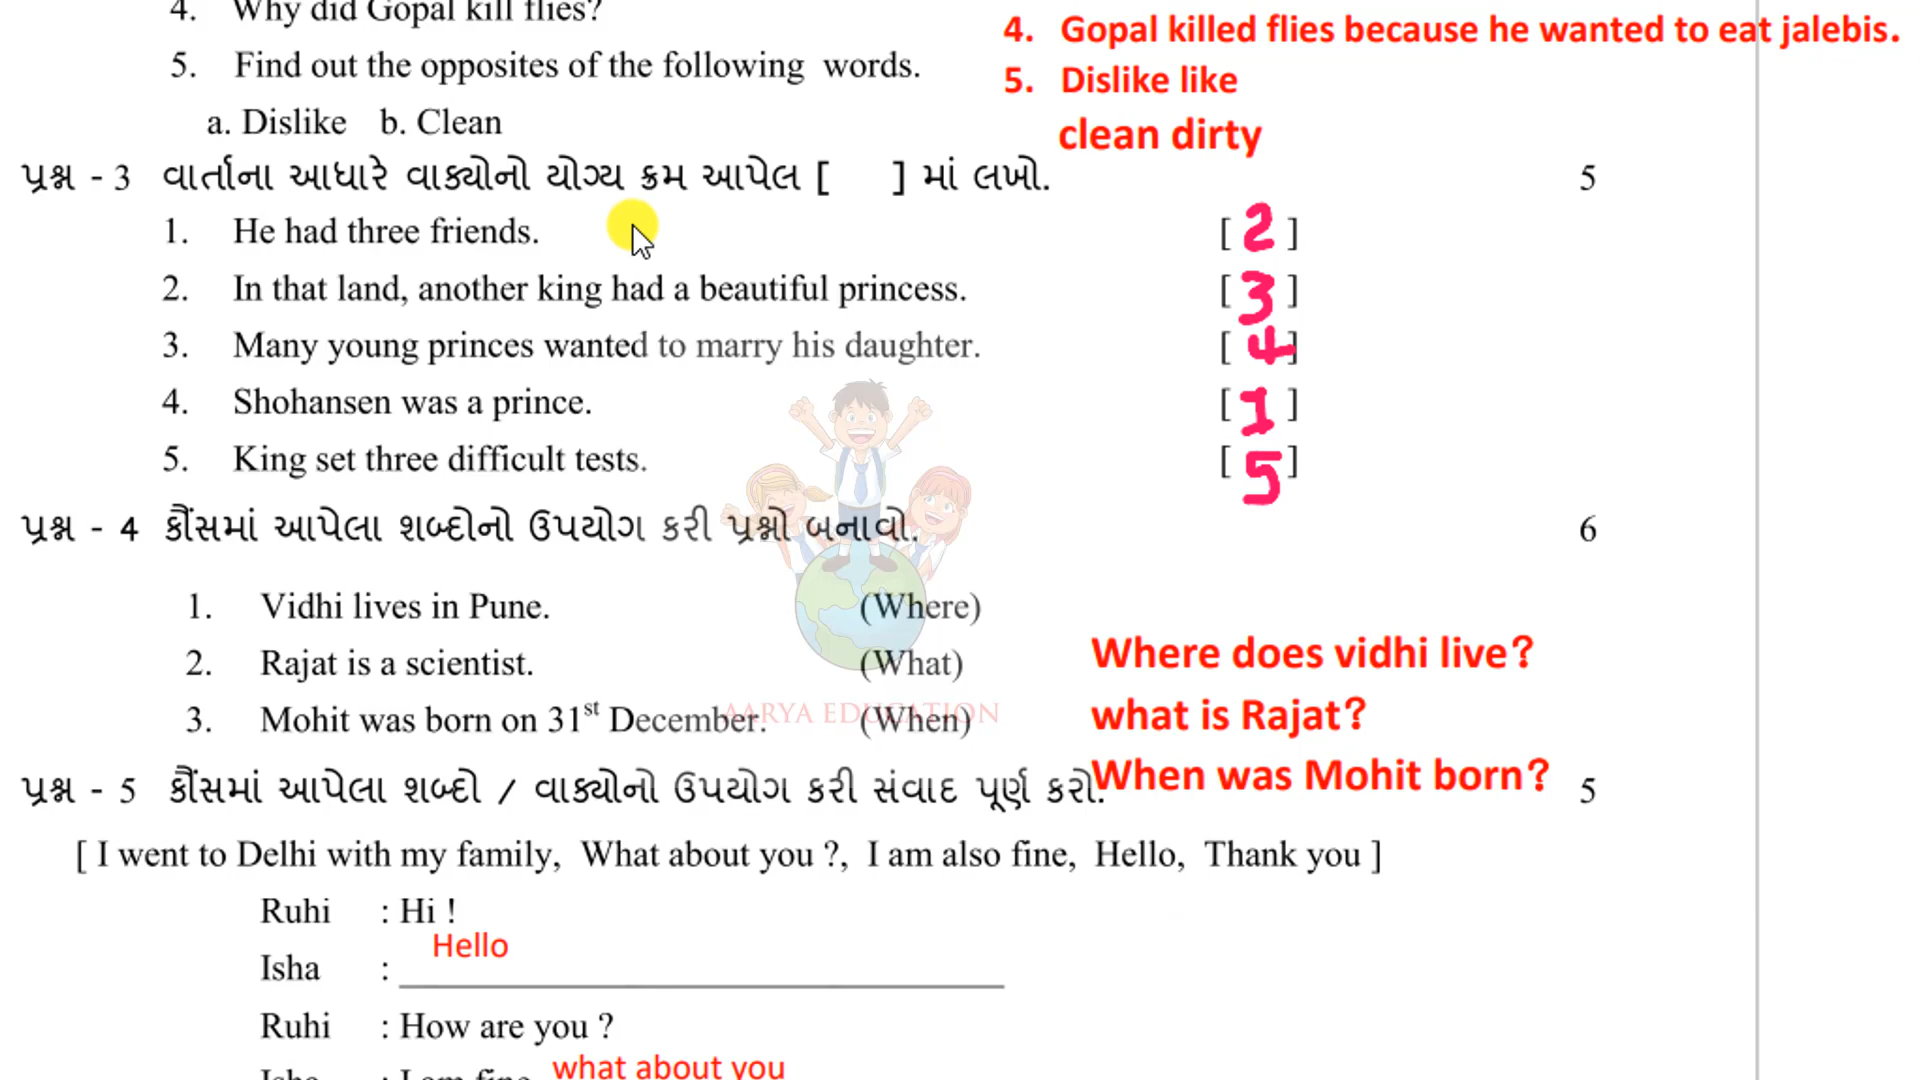 4. Why did Gopal kill flies?
4. Gopal killed flies because he wanted to eat jalebis.
5. Find out the opposites of the following words.
5. Dislike like
a. Dislike b. Clean
clean dirty
પ્રશ્ન - 3 વાર્તાના આધારે વાક્યોનો યોગ્ય ક્રમ આપેલ [ ] માં લખો. 5
1. He had three friends. [ 2 ]
2. In that land, another king had a beautiful princess. [ 3 ]
3. Many young princes wanted to marry his daughter. [ 4 ]
4. Shohansen was a prince. [ 1 ]
5. King set three difficult tests. [ 5 ]
પ્રશ્ન - 4 કૌંસમાં આપેલા શબ્દોનો ઉપયોગ કરી પ્રશ્નો બનાવો. 6
1. Vidhi lives in Pune. (Where)
Where does vidhi live?
2. Rajat is a scientist. (What)
what is Rajat?
3. Mohit was born on 31st December. (When)
AARYA EDUCATION
When was Mohit born?
પ્રશ્ન - 5 કૌંસમાં આપેલા શબ્દો / વાક્યોનો ઉપયોગ કરી સંવાદ પૂર્ણ કરો. 5
[ I went to Delhi with my family, What about you ?, I am also fine, Hello, Thank you ]
Ruhi : Hi !
Hello
Isha :
Ruhi : How are you ?
Isha : I am fine what about you